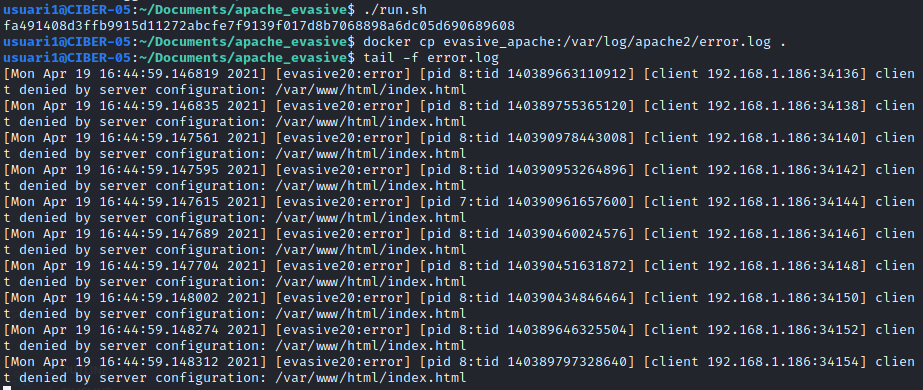 usuari1@CIBER-05:~/Documents/apache_evasive$ ./run.sh
fa491408d3ffb9915d11272abcfe7f9139f017d8b7068898a6dc05d690689608
usuari1@CIBER-05:~/Documents/apache_evasive$ docker cp evasive_apache:/var/log/apache2/error.log .
usuari1@CIBER-05:~/Documents/apache_evasive$ tail -f error.log
[Mon Apr 19 16:44:59.146819 2021] [evasive20:error] [pid 8:tid 140389663110912] [client 192.168.1.186:34136] clien
t denied by server configuration: /var/www/html/index.html
[Mon Apr 19 16:44:59.146835 2021] [evasive20:error] [pid 8:tid 140389755365120] [client 192.168.1.186:34138] clien
t denied by server configuration: /var/www/html/index.html
[Mon Apr 19 16:44:59.147561 2021] [evasive20:error] [pid 8:tid 140390978443008] [client 192.168.1.186:34140] clien
t denied by server configuration: /var/www/html/index.html
[Mon Apr 19 16:44:59.147595 2021] [evasive20:error] [pid 8:tid 140390953264896] [client 192.168.1.186:34142] clien
t denied by server configuration: /var/www/html/index.html
[Mon Apr 19 16:44:59.147615 2021] [evasive20:error] [pid 7:tid 140390961657600] [client 192.168.1.186:34144] clien
t denied by server configuration: /var/www/html/index.html
[Mon Apr 19 16:44:59.147689 2021] [evasive20:error] [pid 8:tid 140390460024576] [client 192.168.1.186:34146] clien
t denied by server configuration: /var/www/html/index.html
[Mon Apr 19 16:44:59.147704 2021] [evasive20:error] [pid 8:tid 140390451631872] [client 192.168.1.186:34148] clien
t denied by server configuration: /var/www/html/index.html
[Mon Apr 19 16:44:59.148002 2021] [evasive20:error] [pid 8:tid 140390434846464] [client 192.168.1.186:34150] clien
t denied by server configuration: /var/www/html/index.html
[Mon Apr 19 16:44:59.148274 2021] [evasive20:error] [pid 8:tid 140389646325504] [client 192.168.1.186:34152] clien
t denied by server configuration: /var/www/html/index.html
[Mon Apr 19 16:44:59.148312 2021] [evasive20:error] [pid 8:tid 140389797328640] [client 192.168.1.186:34154] clien
t denied by server configuration: /var/www/html/index.html